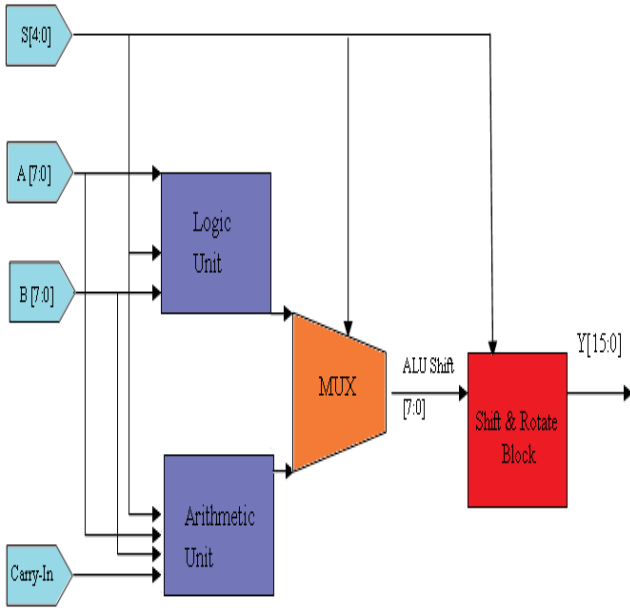 S[4:0]
A [7:0]
B [7:0]
Carry-In
Logic
Unit
Arithmetic
Unit
MUX
ALU Shift
[7:0]
Shift & Rotate
Block
Y[15:0]